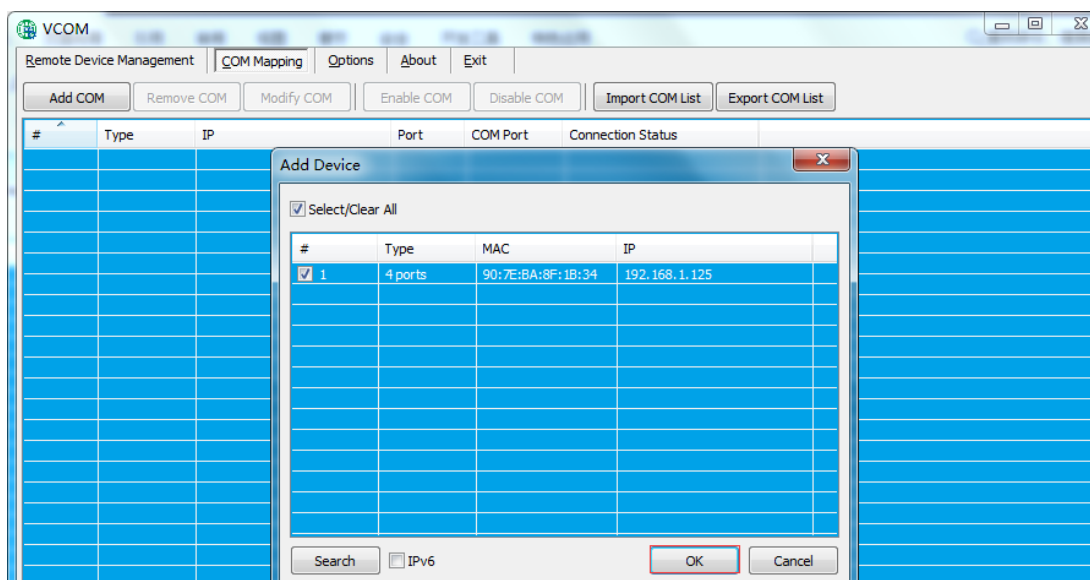 VCOM
Remote Device Management COM Mapping Options About Exit
Add COM Remove COM Modify COM Enable COM Disable COM Import COM List Export COM List
# Type IP Port COM Port Connection Status
Add Device
Select/Clear All
# Type MAC IP
1 4 ports 90:7E:BA:8F:1B:34 192.168.1.125
Search IPv6 OK Cancel